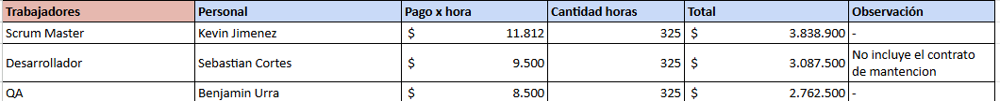 Trabajadores Personal Pago x hora Cantidad horas Total Observación
Scrum Master Kevin Jimenez $ 11.812 325 $ 3.838.900 -
Desarrollador Sebastian Cortes $ 9.500 325 $ 3.087.500 No incluye el contrato
de mantencion
QA Benjamin Urra $ 8.500 325 $ 2.762.500 -